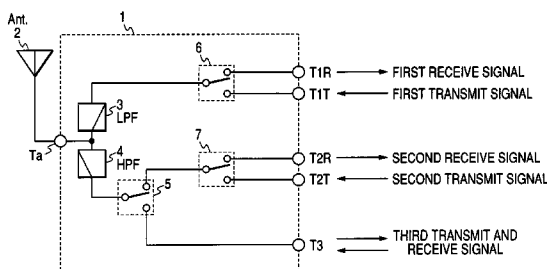 Ant.
2
1
6
T1R FIRST RECEIVE SIGNAL
T1T FIRST TRANSMIT SIGNAL
3
LPF
Ta
4
HPF
7
T2R SECOND RECEIVE SIGNAL
T2T SECOND TRANSMIT SIGNAL
5
T3 THIRD TRANSMIT AND
RECEIVE SIGNAL